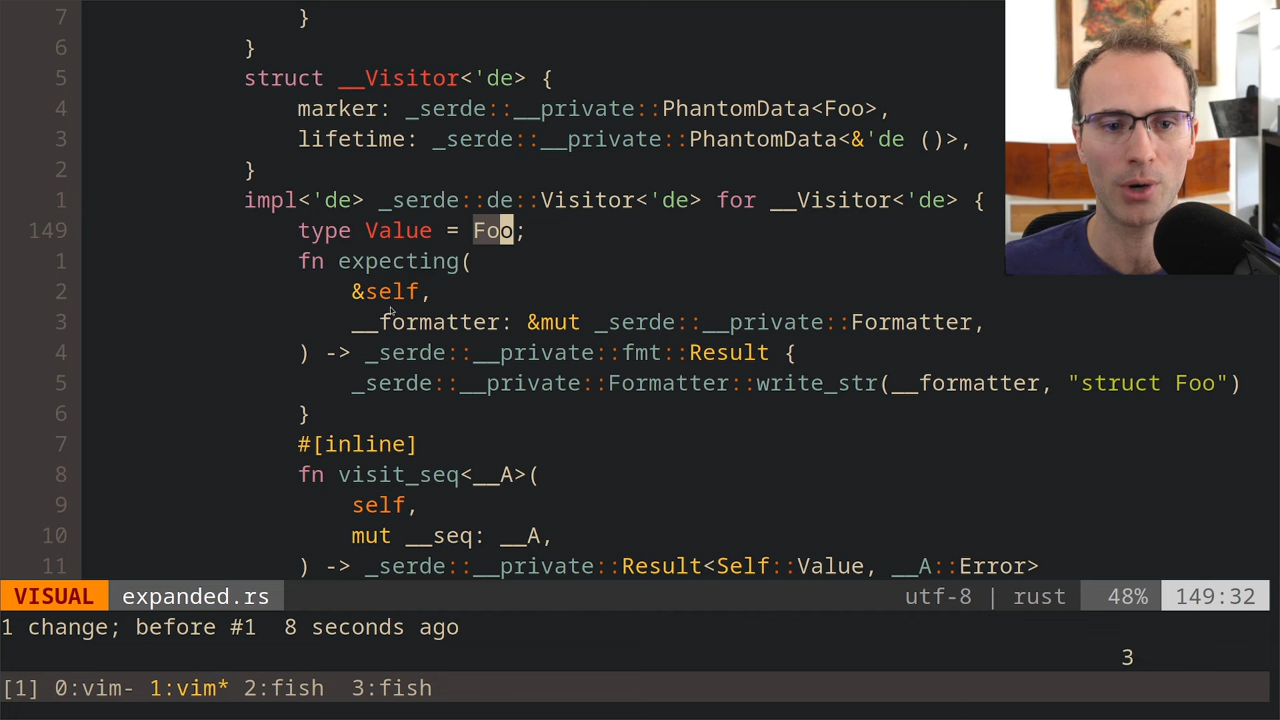 7 }
6 }
5 struct __Visitor<'de> {
4 marker: _serde::__private::PhantomData<Foo>,
3 lifetime: _serde::__private::PhantomData<&'de ()>,
2 }
1 impl<'de> _serde::de::Visitor<'de> for __Visitor<'de> {
149 type Value = Foo;
1 fn expecting(
2 &self,
3 __formatter: &mut _serde::__private::Formatter,
4 ) -> _serde::__private::fmt::Result {
5 _serde::__private::Formatter::write_str(__formatter, "struct Foo")
6 }
7 #[inline]
8 fn visit_seq<__A>(
9 self,
10 mut __seq: __A,
11 ) -> _serde::__private::Result<Self::Value, __A::Error>
VISUAL expanded.rs utf-8 | rust 48% 149:32
1 change; before #1 8 seconds ago
3
[1] 0:vim- 1:vim* 2:fish 3:fish